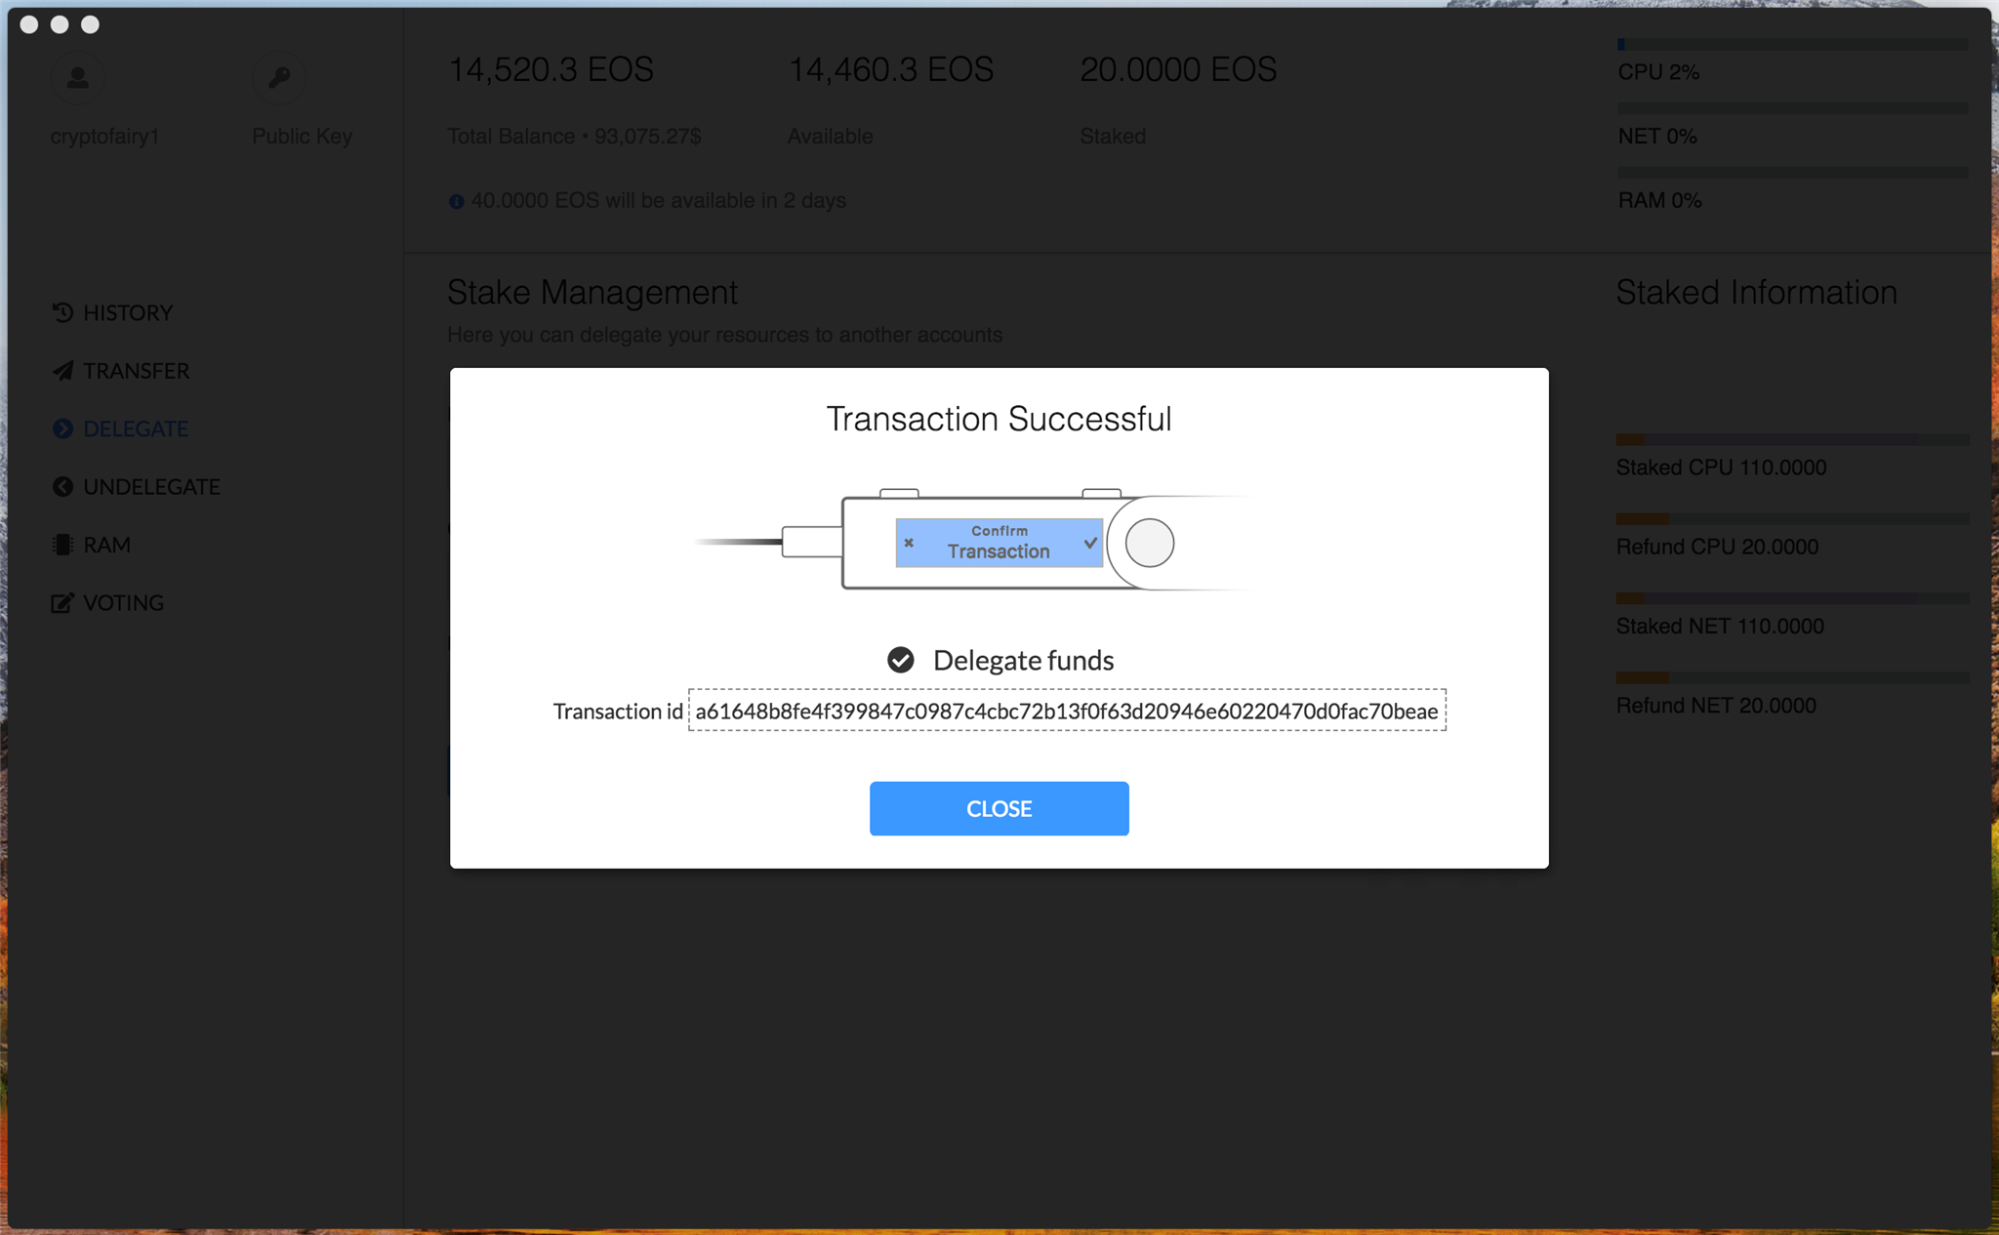 14,520.3 EOS
14,460.3 EOS
20.0000 EOS
CPU 2%
cryptofairy1
Public Key
Total Balance • 93,075.27$
Available
Staked
NET 0%
40.0000 EOS will be available in 2 days
RAM 0%
HISTORY
TRANSFER
DELEGATE
UNDELEGATE
RAM
VOTING
Stake Management
Here you can delegate your resources to another accounts
Staked Information
Staked CPU 110.0000
Refund CPU 20.0000
Staked NET 110.0000
Refund NET 20.0000
Transaction Successful
Confirm
Transaction
Delegate funds
Transaction id a61648b8fe4f399847c0987c4cbc72b13f0f63d20946e60220470d0fac70beae
CLOSE